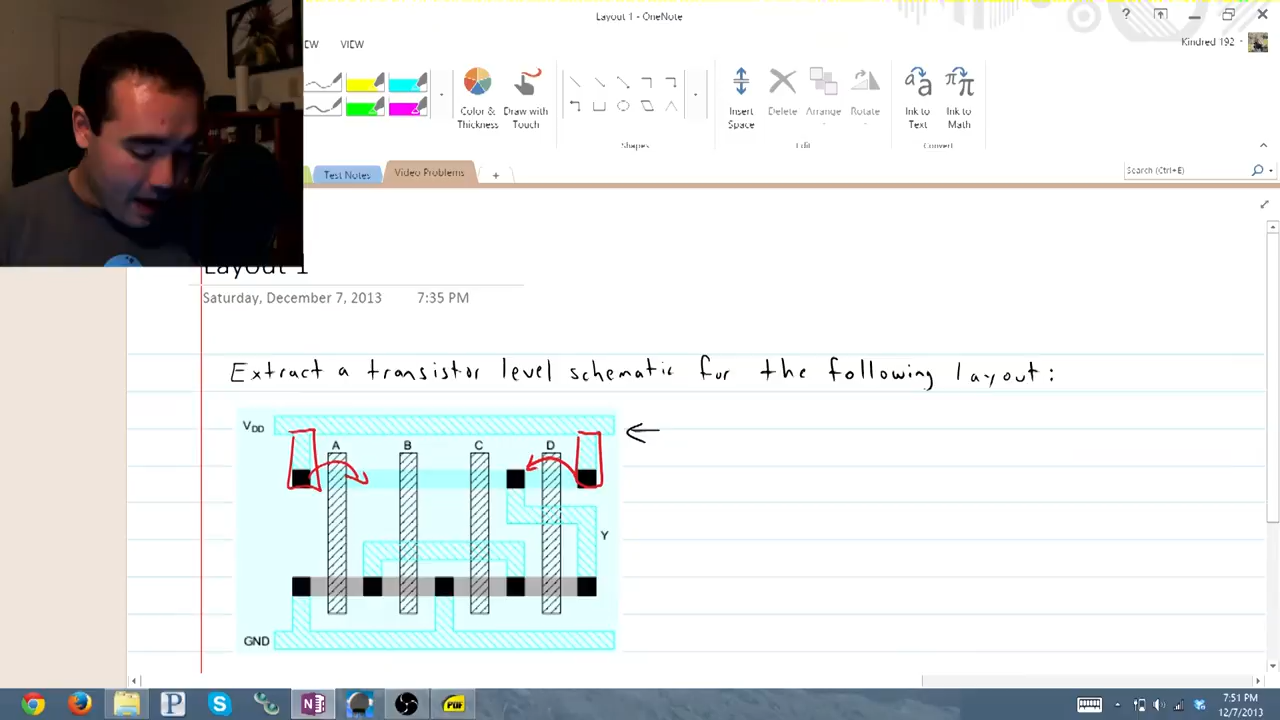 Layout 1 - OneNote
?
Kindred 192
EW
VIEW
Color & Thickness
Draw with Touch
Insert Space
Delete
Arrange
Rotate
Ink to Text
Ink to Math
Shapes
Edit
Convert
Test Notes
Video Problems
+
Search (Ctrl+E)
Layout 1
Saturday, December 7, 2013 7:35 PM
Extract a transistor level schematic for the following layout:
VDD
A B C D
Y
GND
7:51 PM
12/7/2013